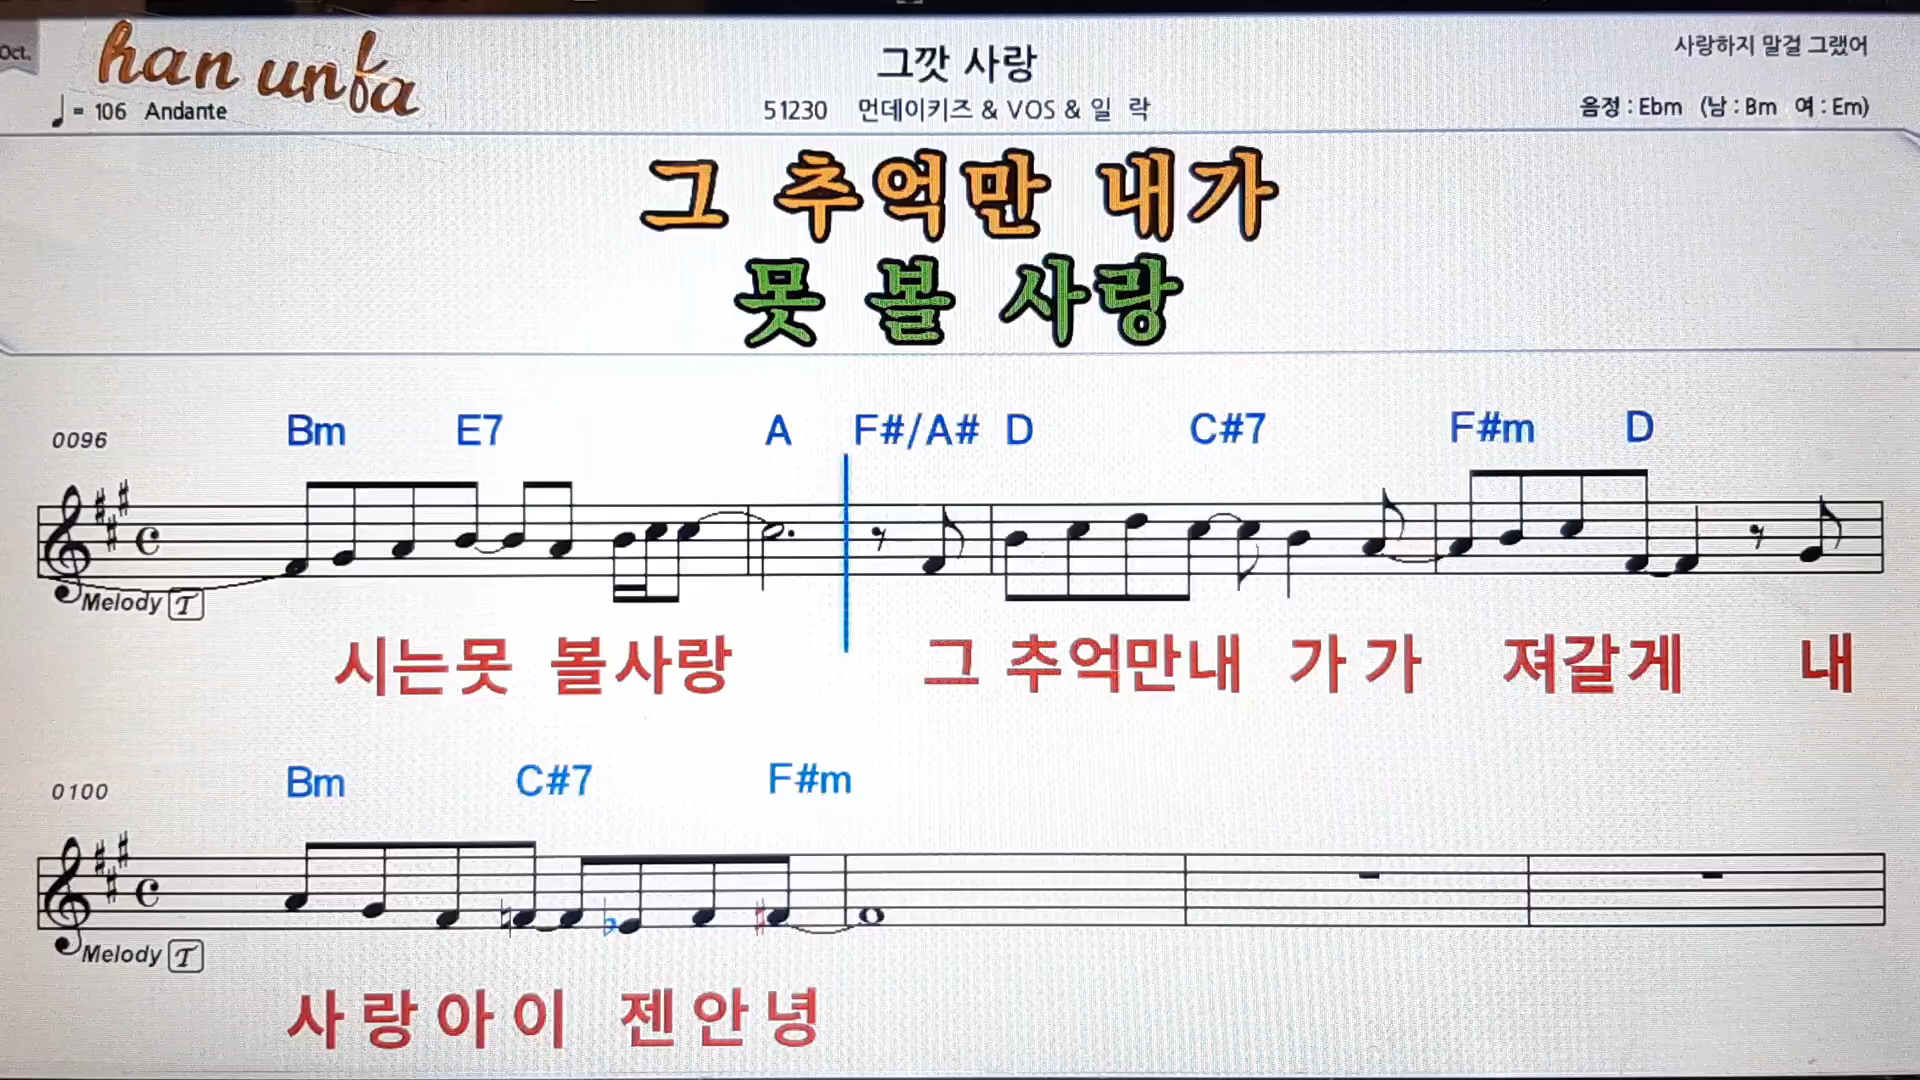 Oct.
han unfa
그깟 사랑
사랑하지 말걸 그랬어
♩ = 106 Andante
51230 먼데이키즈 & VOS & 일 락
음정 : Ebm (남 : Bm 여 : Em)
그 추억만 내가
못 볼 사랑
0096 Bm E7 A F#/A# D C#7 F#m D
Melody T
시는못 볼사랑 그 추억만내 가가 져갈게 내
0100 Bm C#7 F#m
Melody T
사랑아이 젠안녕